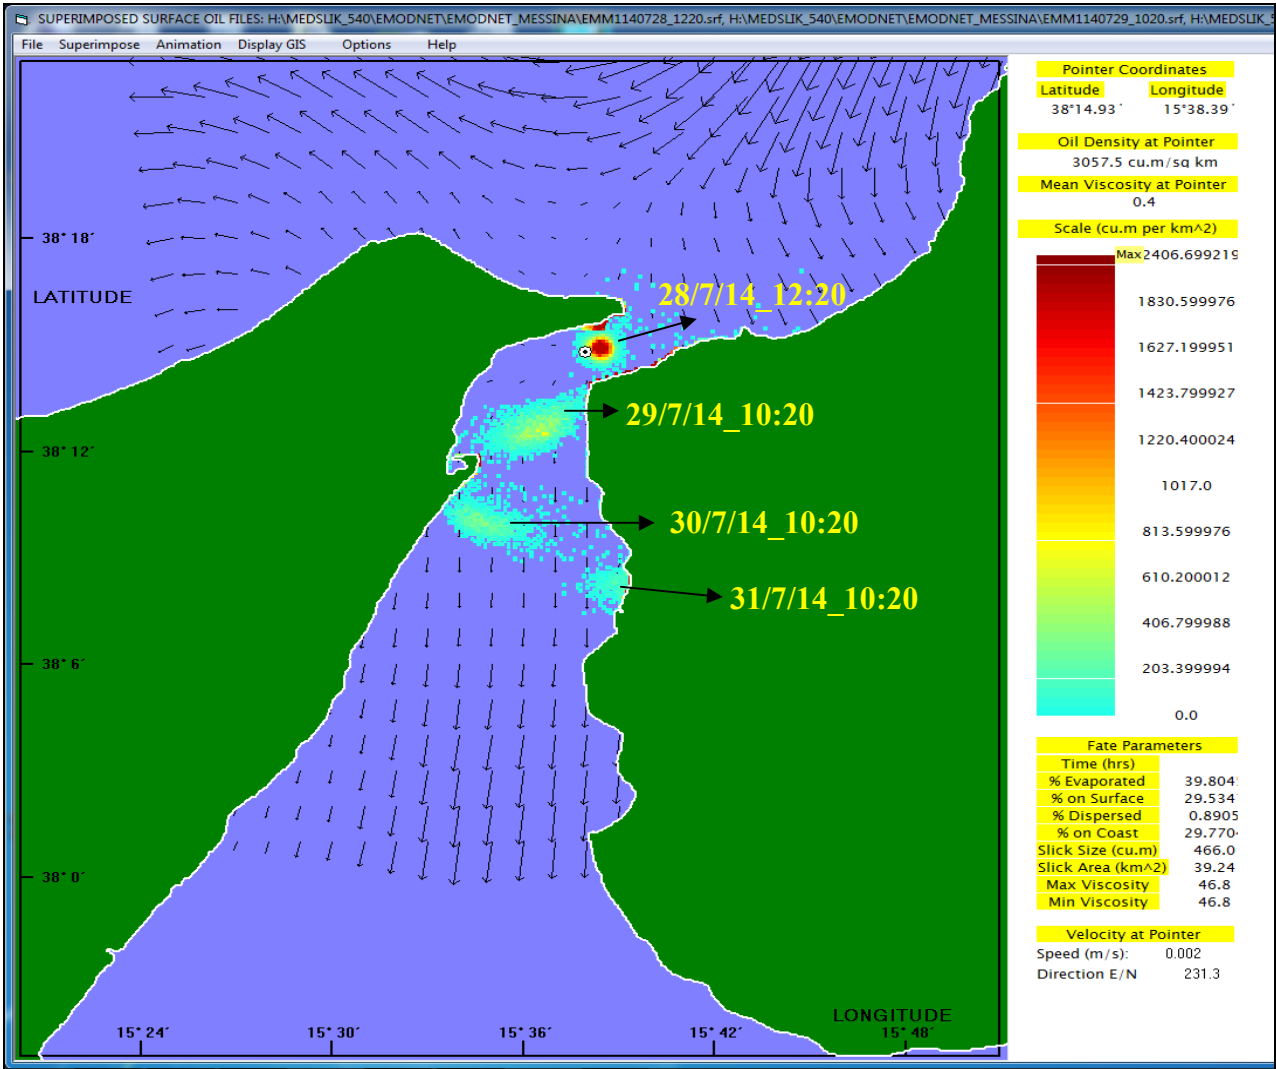 SUPERIMPOSED SURFACE OIL FILES: H:\MEDSLIK_540\EMODNET\EMODNET_MESSINA\EMM1140728_1220.srf, H:\MEDSLIK_540\EMODNET\EMODNET_MESSINA\EMM1140729_1020.srf, H:\MEDSLIK_5
File Superimpose Animation Display GIS Options Help
38° 18´
LATITUDE
38° 12´
38° 6´
38° 0´
28/7/14_12:20
29/7/14_10:20
30/7/14_10:20
31/7/14_10:20
LONGITUDE
15° 24´ 15° 30´ 15° 36´ 15° 42´ 15° 48´
Pointer Coordinates
Latitude Longitude
38°14.93´ 15°38.39´
Oil Density at Pointer
3057.5 cu.m/sq km
Mean Viscosity at Pointer
0.4
Scale (cu.m per km^2)
Max 2406.699219
1830.599976
1627.199951
1423.799927
1220.400024
1017.0
813.599976
610.200012
406.799988
203.399994
0.0
Fate Parameters
Time (hrs)
% Evaporated 39.804
% on Surface 29.534
% Dispersed 0.8905
% on Coast 29.770
Slick Size (cu.m) 466.0
Slick Area (km^2) 39.24
Max Viscosity 46.8
Min Viscosity 46.8
Velocity at Pointer
Speed (m/s): 0.002
Direction E/N 231.3